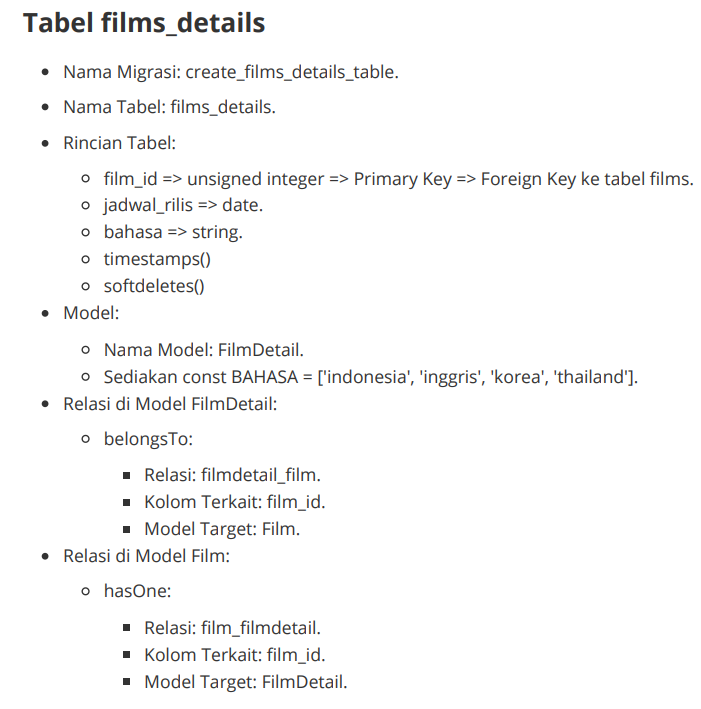 Tabel films_details
Nama Migrasi: create_films_details_table.
Nama Tabel: films_details.
Rincian Tabel:
film_id => unsigned integer => Primary Key => Foreign Key ke tabel films.
jadwal_rilis => date.
bahasa => string.
timestamps()
softdeletes()
Model:
Nama Model: FilmDetail.
Sediakan const BAHASA = ['indonesia', 'inggris', 'korea', 'thailand'].
Relasi di Model FilmDetail:
belongsTo:
Relasi: filmdetail_film.
Kolom Terkait: film_id.
Model Target: Film.
Relasi di Model Film:
hasOne:
Relasi: film_filmdetail.
Kolom Terkait: film_id.
Model Target: FilmDetail.